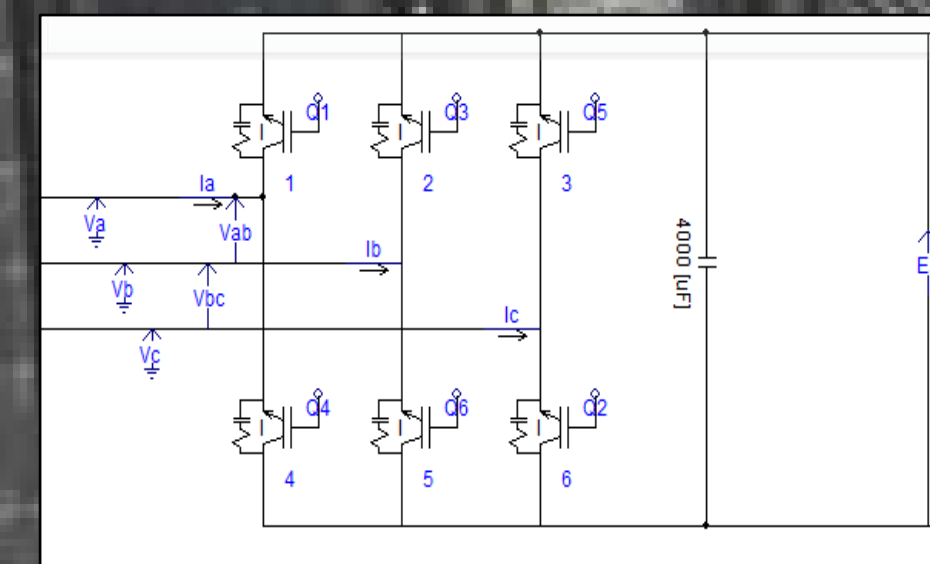 Q1 Q3 Q5
I I I
1 2 3
Ia
Va Vab
Ib
Vb Vbc
Ic
Vc
4000 [uF]
E
Q4 Q6 Q2
I I I
4 5 6